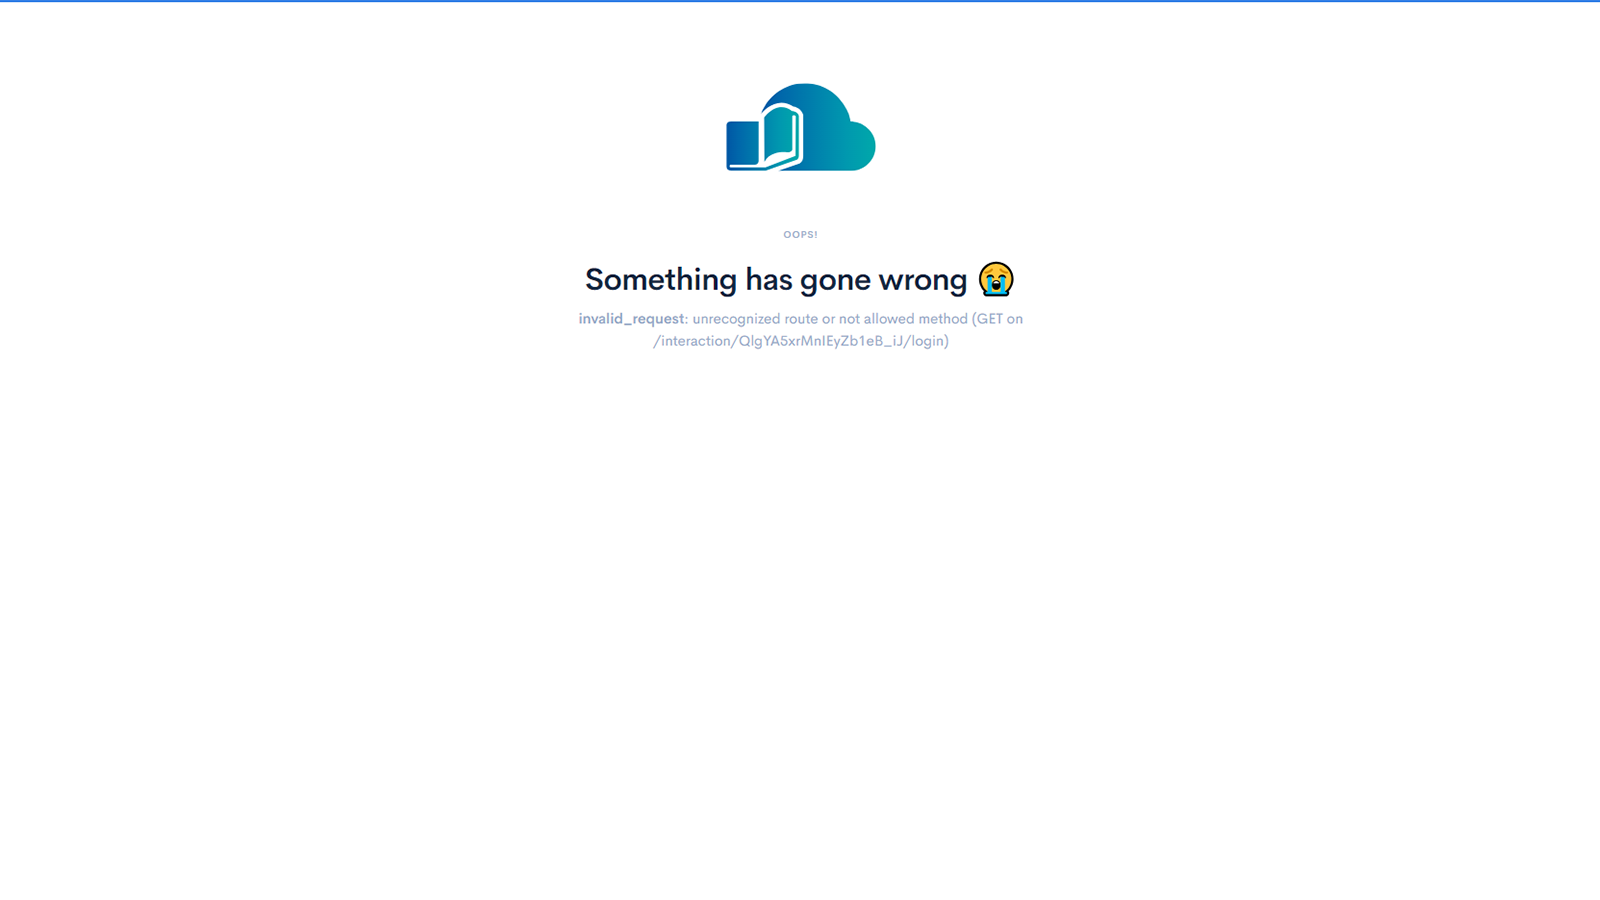 OOPS!
Something has gone wrong 😭
invalid_request: unrecognized route or not allowed method (GET on
/interaction/QlgYA5xrMnIEyZb1eB_iJ/login)